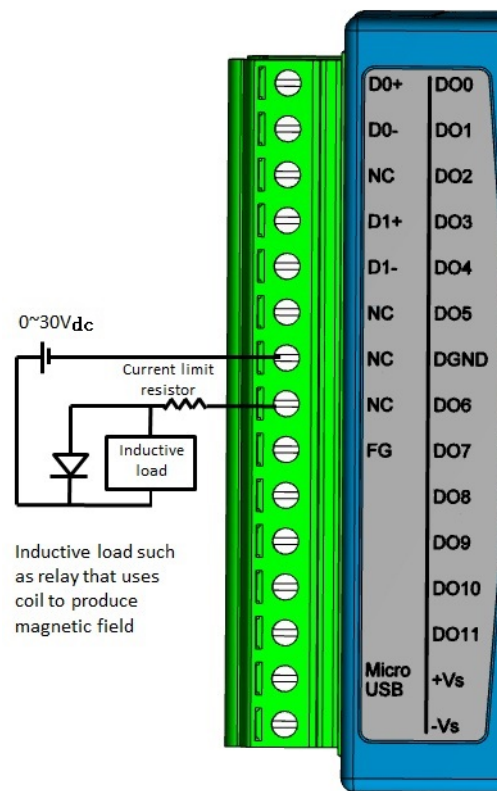 D0+ DO0
D0- DO1
NC DO2
D1+ DO3
D1- DO4
NC DO5
NC DGND
NC DO6
FG DO7
DO8
DO9
DO10
DO11
Micro
USB
+Vs
-Vs
0~30Vdc
Current limit
resistor
Inductive
load
Inductive load such
as relay that uses
coil to produce
magnetic field